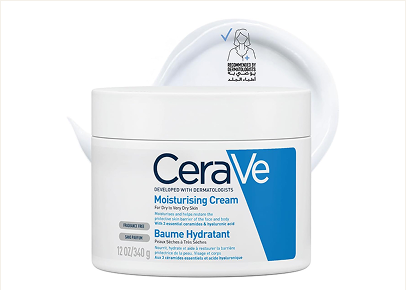 RECOMMENDED BY
DERMATOLOGISTS
يوصي به
أطباء الجلد
CeraVe
DEVELOPED WITH DERMATOLOGISTS
Moisturising Cream
For Dry to Very Dry Skin
Moisturises and helps restore the
protective skin barrier of the face and body
With 3 essential ceramides & hyaluronic acid
FRAGRANCE FREE
SANS PARFUM
Baume Hydratant
Peaux Sèches à Très Sèches
Nourrit, hydrate et aide à restaurer la barrière
protectrice de la peau. Visage et corps
Aux 3 céramides essentiels et acide hyaluronique
12 OZ/340 g